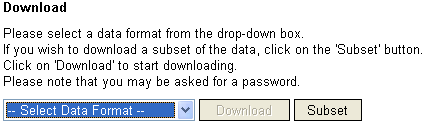 Download
Please select a data format from the drop-down box.
If you wish to download a subset of the data, click on the 'Subset' button.
Click on 'Download' to start downloading.
Please note that you may be asked for a password.
-- Select Data Format -- Download Subset